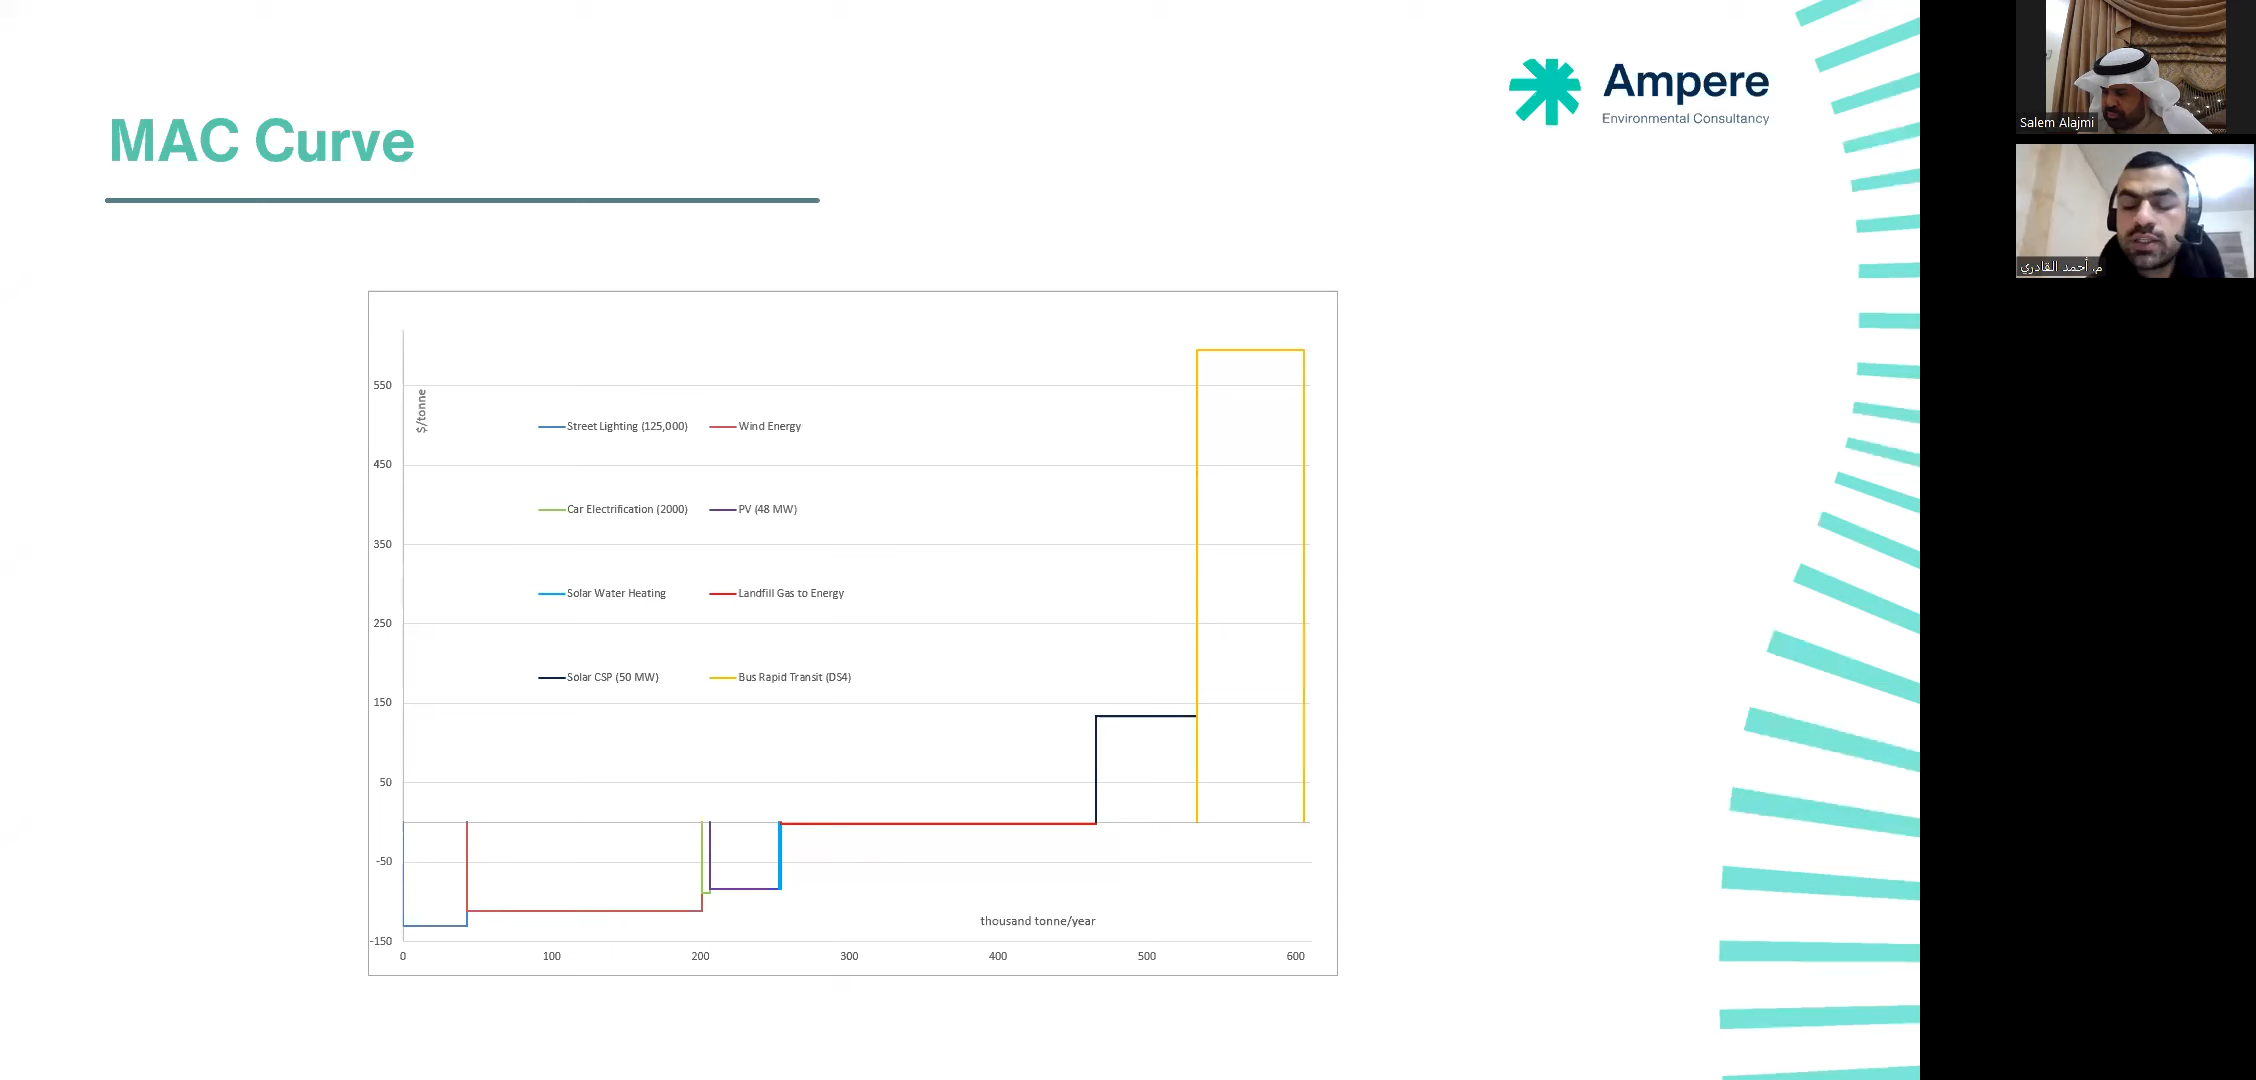 MAC Curve
Ampere
Environmental Consultancy
$/tonne
550
450
350
250
150
50
-50
-150
Street Lighting (125,000)
Wind Energy
Car Electrification (2000)
PV (48 MW)
Solar Water Heating
Landfill Gas to Energy
Solar CSP (50 MW)
Bus Rapid Transit (DS4)
thousand tonne/year
0 100 200 300 400 500 600
Salem Alajmi
م. أحمد القادري